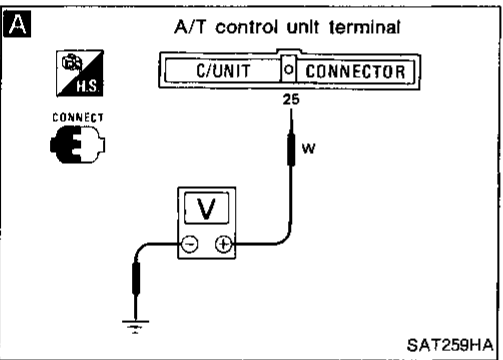 A
A/T control unit terminal
H.S.
C/UNIT CONNECTOR
25
CONNECT
W
V
SAT259HA